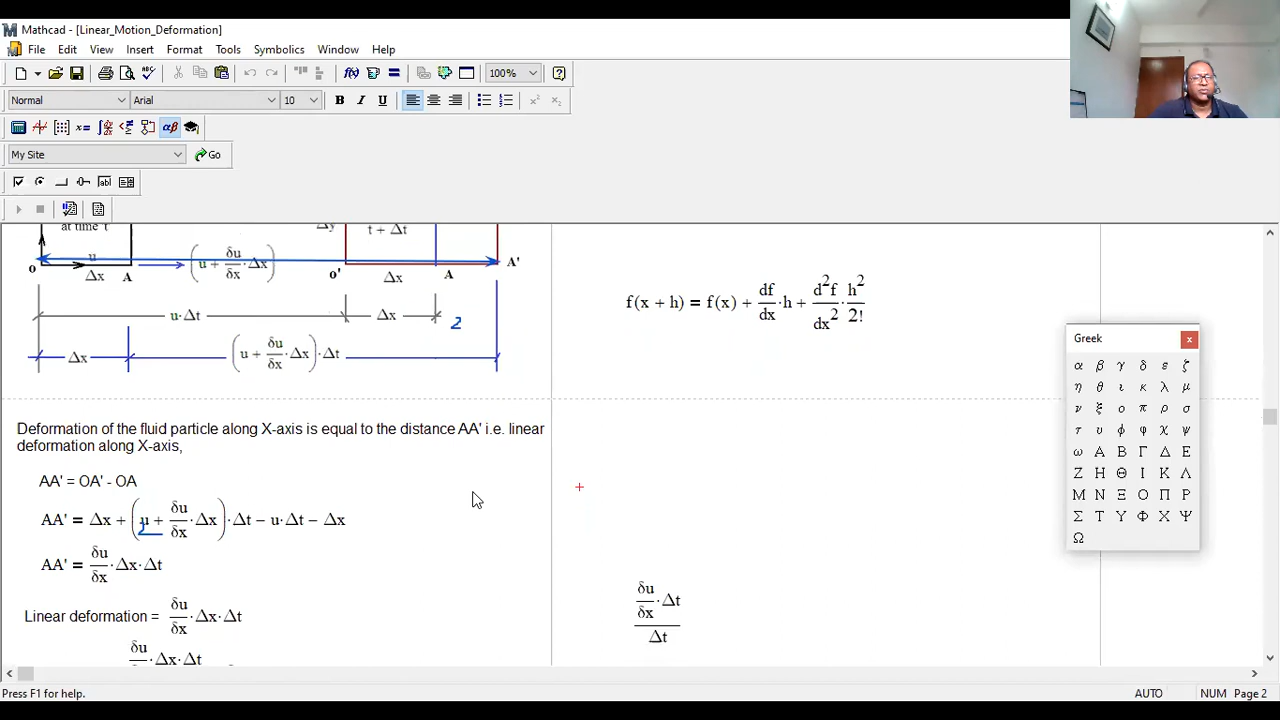 Mathcad - [Linear_Motion_Deformation]
File Edit View Insert Format Tools Symbolics Window Help
100%
Normal Arial 10 B I U
αβ
My Site Go
at time 't' Δy t + Δt
u (u + δu/δx·Δx)
o Δx A o' Δx A A'
u·Δt Δx 2
Δx (u + δu/δx·Δx)·Δt
f(x + h) = f(x) + df/dx·h + d²f/dx²·h²/2!
Deformation of the fluid particle along X-axis is equal to the distance AA' i.e. linear
deformation along X-axis,
AA' = OA' - OA
AA' = Δx + (u + δu/δx·Δx)·Δt − u·Δt − Δx
AA' = δu/δx·Δx·Δt
Linear deformation = δu/δx·Δx·Δt
δu/δx·Δx·Δt
δu/δx·Δt
Δt
Greek x
α β γ δ ε ζ
η θ ι κ λ μ
ν ξ ο π ρ σ
τ υ ϕ φ χ ψ
ω Α Β Γ Δ Ε
Ζ Η Θ Ι Κ Λ
Μ Ν Ξ Ο Π Ρ
Σ Τ Υ Φ Χ Ψ
Ω
Press F1 for help. AUTO NUM Page 2